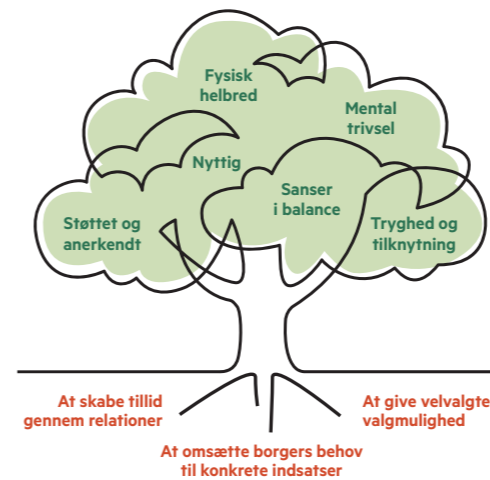 Fysisk
helbred
Mental
trivsel
Nyttig
Sanser
i balance
Støttet og
anerkendt
Tryghed og
tilknytning
At skabe tillid
gennem relationer
At give velvalgte
valgmulighed
At omsætte borgers behov
til konkrete indsatser